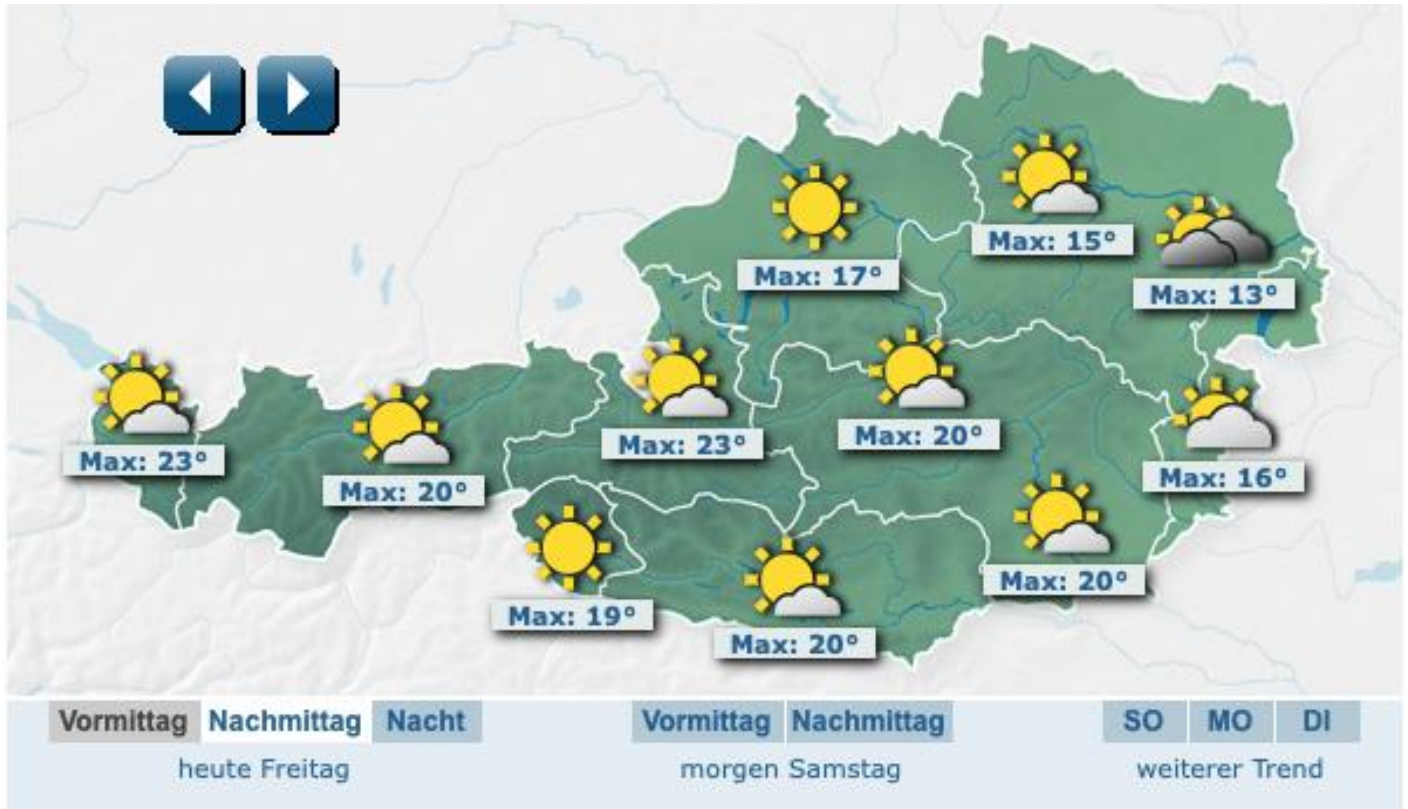 Max: 15°
Max: 17°
Max: 13°
Max: 20°
Max: 23°
Max: 23°
Max: 16°
Max: 20°
Max: 20°
Max: 19°
Max: 20°
Vormittag Nachmittag Nacht Vormittag Nachmittag SO MO DI
heute Freitag morgen Samstag weiterer Trend